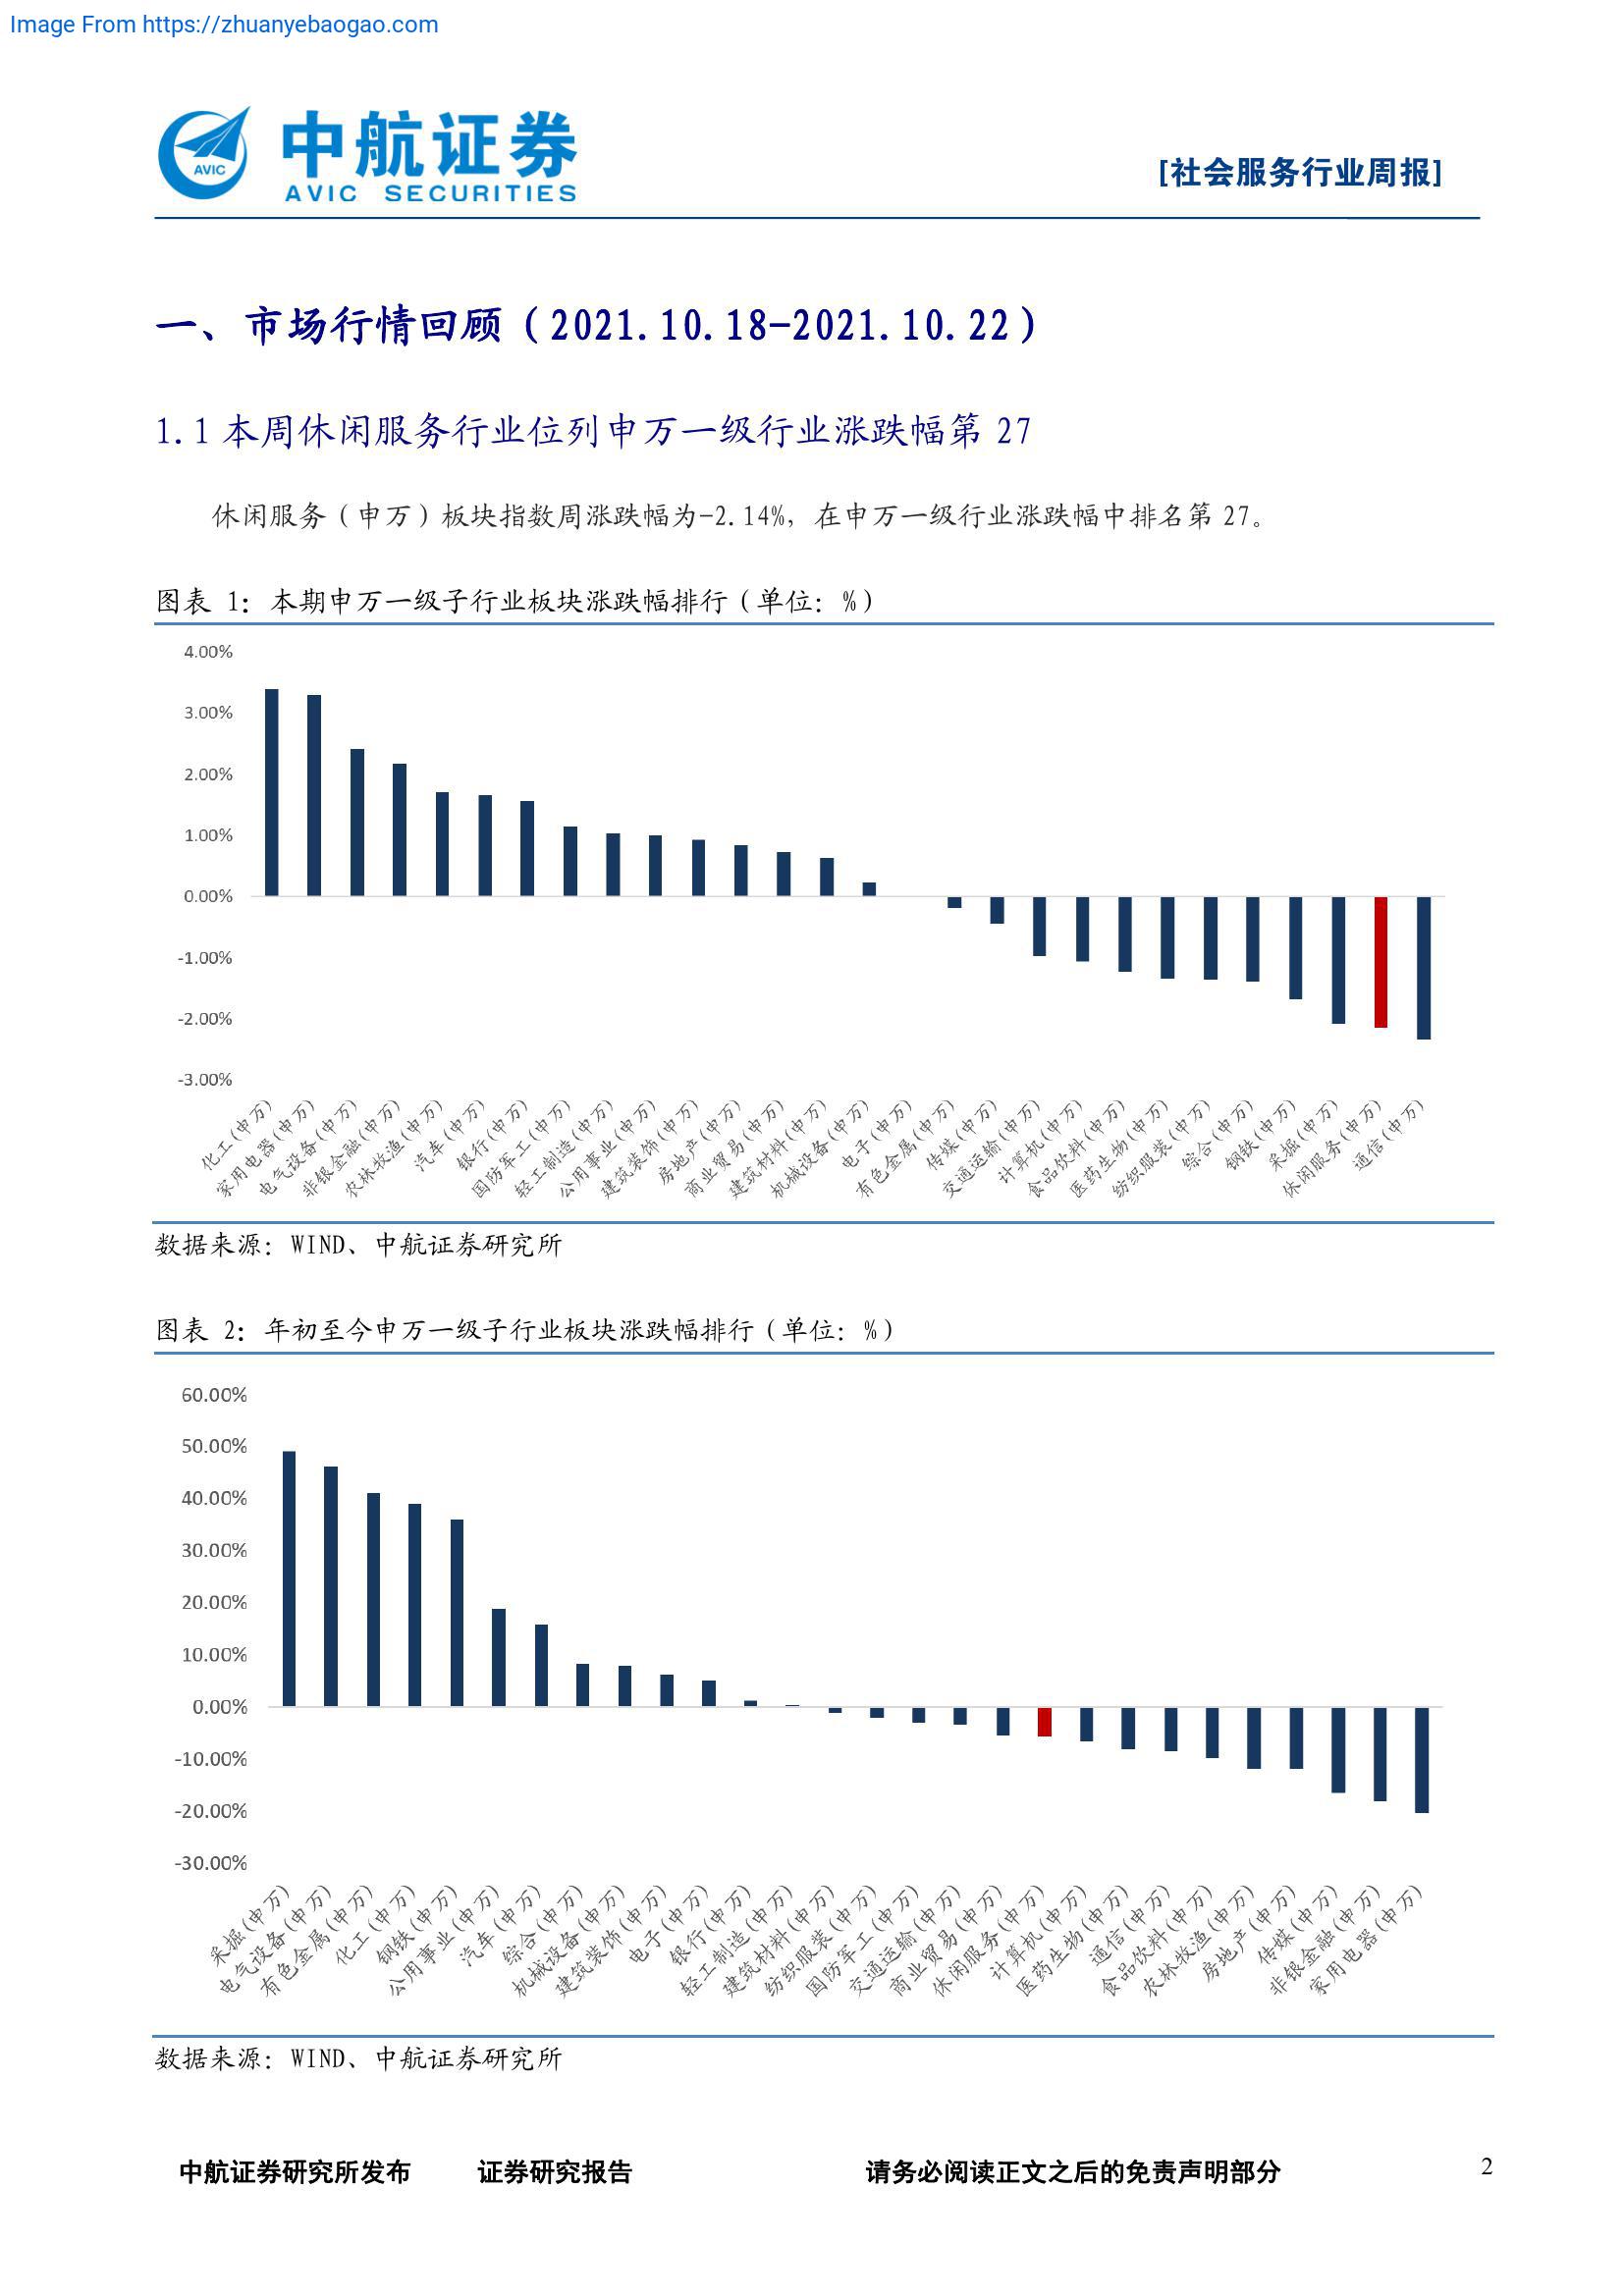 Image From https://zhuanyebaogao.com
AVIC
中航证券
AVIC SECURITIES
[社会服务行业周报]
一、市场行情回顾（2021.10.18-2021.10.22）
1.1 本周休闲服务行业位列申万一级行业涨跌幅第 27
休闲服务（申万）板块指数周涨跌幅为-2.14%，在申万一级行业涨跌幅中排名第 27。
图表 1：本期申万一级子行业板块涨跌幅排行（单位：%）
4.00%
3.00%
2.00%
1.00%
0.00%
-1.00%
-2.00%
-3.00%
化工(申万)
家用电器(申万)
电气设备(申万)
非银金融(申万)
农林牧渔(申万)
汽车(申万)
银行(申万)
国防军工(申万)
轻工制造(申万)
公用事业(申万)
建筑装饰(申万)
房地产(申万)
商业贸易(申万)
建筑材料(申万)
机械设备(申万)
电子(申万)
有色金属(申万)
传媒(申万)
交通运输(申万)
计算机(申万)
食品饮料(申万)
医药生物(申万)
纺织服装(申万)
综合(申万)
钢铁(申万)
采掘(申万)
休闲服务(申万)
通信(申万)
数据来源：WIND、中航证券研究所
图表 2：年初至今申万一级子行业板块涨跌幅排行（单位：%）
60.00%
50.00%
40.00%
30.00%
20.00%
10.00%
0.00%
-10.00%
-20.00%
-30.00%
采掘(申万)
电气设备(申万)
有色金属(申万)
化工(申万)
钢铁(申万)
公用事业(申万)
汽车(申万)
综合(申万)
机械设备(申万)
建筑装饰(申万)
电子(申万)
银行(申万)
轻工制造(申万)
建筑材料(申万)
纺织服装(申万)
国防军工(申万)
交通运输(申万)
商业贸易(申万)
休闲服务(申万)
计算机(申万)
医药生物(申万)
通信(申万)
食品饮料(申万)
农林牧渔(申万)
房地产(申万)
传媒(申万)
非银金融(申万)
家用电器(申万)
数据来源：WIND、中航证券研究所
中航证券研究所发布 证券研究报告 请务必阅读正文之后的免责声明部分 2